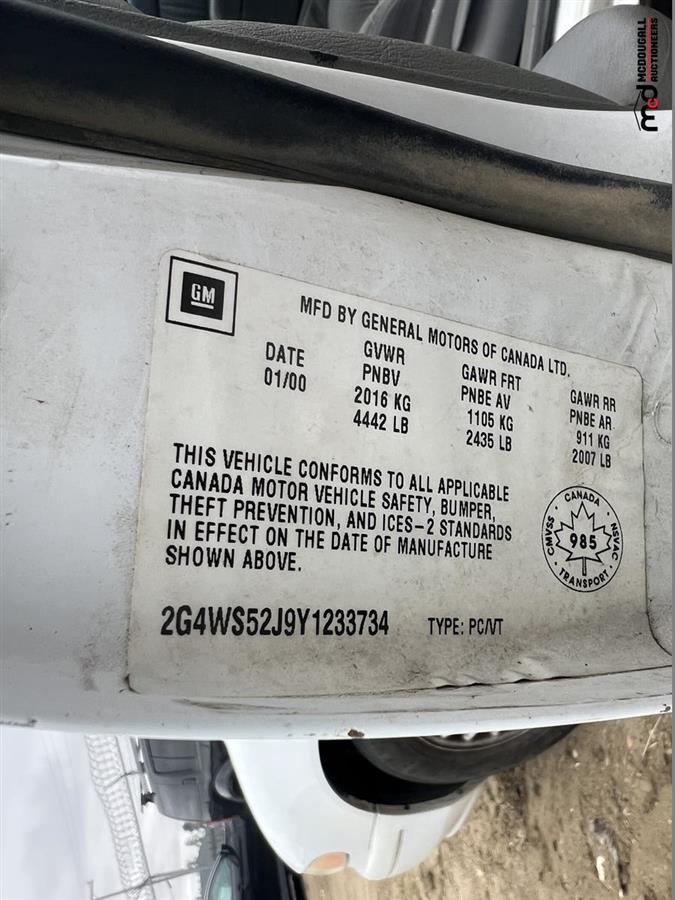 MCDOUGALL
AUCTIONEERS
GM
MFD BY GENERAL MOTORS OF CANADA LTD.
DATE
01/00
GVWR
PNBV
2016 KG
4442 LB
GAWR FRT
PNBE AV
1105 KG
2435 LB
GAWR RR
PNBE AR
911 KG
2007 LB
THIS VEHICLE CONFORMS TO ALL APPLICABLE
CANADA MOTOR VEHICLE SAFETY, BUMPER,
THEFT PREVENTION, AND ICES-2 STANDARDS
IN EFFECT ON THE DATE OF MANUFACTURE
SHOWN ABOVE.
CANADA
CMVSS
985
NSVAC
TRANSPORT
2G4WS52J9Y1233734 TYPE: PC/VT